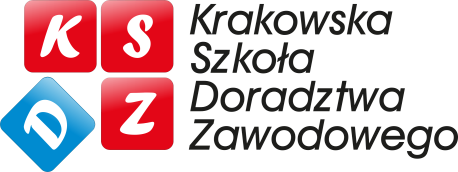 K S
D Z
Krakowska
Szkoła
Doradztwa
Zawodowego